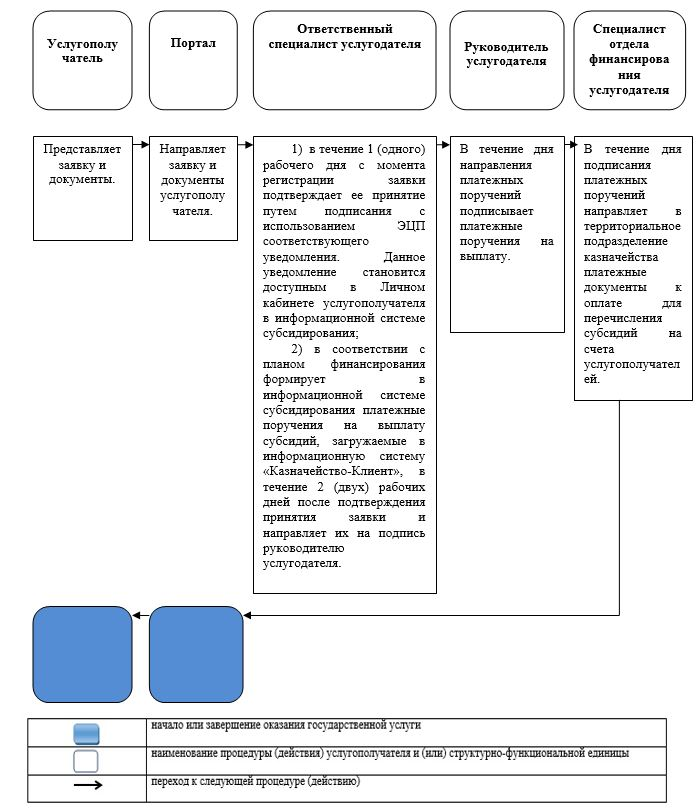 Услугополу
чатель
Портал
Ответственный
специалист услугодателя
Руководитель
услугодателя
Специалист
отдела
финансирова
ния
услугодателя
Представляет
заявку и
документы.
Направляет
заявку и
документы
услугополу
чателя.
1) в течение 1 (одного)
рабочего дня с момента
регистрации заявки
подтверждает ее принятие
путем подписания с
использованием ЭЦП
соответствующего
уведомления. Данное
уведомление становится
доступным в Личном
кабинете услугополучателя
в информационной системе
субсидирования;
2) в соответствии с
планом финансирования
формирует в
информационной системе
субсидирования платежные
поручения на выплату
субсидий, загружаемые в
информационную систему
«Казначейство-Клиент», в
течение 2 (двух) рабочих
дней после подтверждения
принятия заявки и
направляет их на подпись
руководителю
услугодателя.
В течение дня
направления
платежных
поручений
подписывает
платежные
поручения на
выплату.
В течение дня
подписания
платежных
поручений
направляет в
территориальное
подразделение
казначейства
платежные
документы к
оплате для
перечисления
субсидий на
счета
услугополучател
ей.
начало или завершение оказания государственной услуги
наименование процедуры (действия) услугополучателя и (или) структурно-функциональной единицы
переход к следующей процедуре (действию)